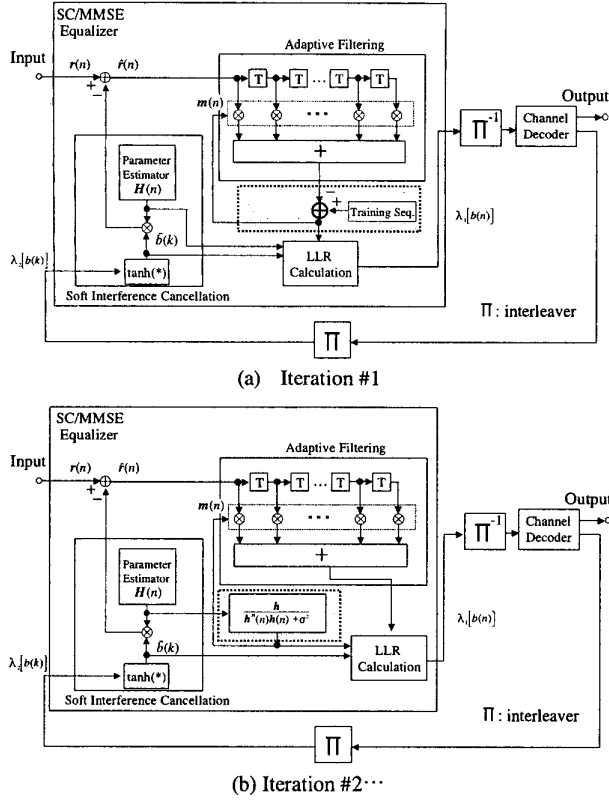 SC/MMSE
Equalizer
Adaptive Filtering
Input
r(n)
r̂(n)
T
T
...
T
T
+
−
m(n)
...
+
Π⁻¹
Channel
Decoder
Output
Parameter
Estimator
H(n)
−
+
Training Seq.
λ₁[b(n)]
b̄(k)
λ₂[b(k)]
tanh(*)
LLR
Calculation
Soft Interference Cancellation
Π : interleaver
Π
(a) Iteration #1
SC/MMSE
Equalizer
Adaptive Filtering
Input
r(n)
r̂(n)
T
T
...
T
T
+
−
m(n)
...
+
Π⁻¹
Channel
Decoder
Output
Parameter
Estimator
H(n)
h
hᴴ(n)h(n) + σ²
λ₁[b(n)]
b̄(k)
λ₂[b(k)]
tanh(*)
LLR
Calculation
Soft Interference Cancellation
Π : interleaver
Π
(b) Iteration #2···